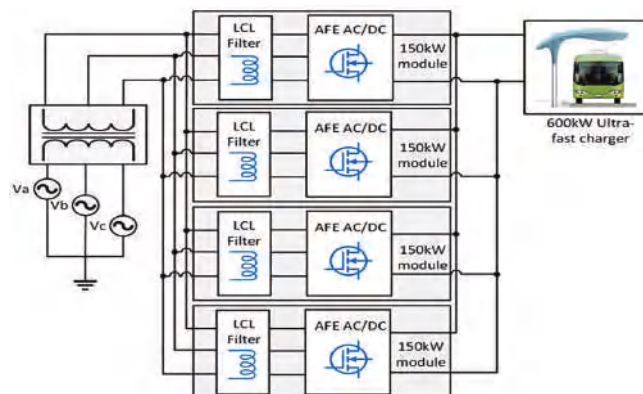 LCL
Filter
AFE AC/DC
150kW
module
600kW Ultra-
fast charger
LCL
Filter
AFE AC/DC
150kW
module
Va
Vb
Vc
LCL
Filter
AFE AC/DC
150kW
module
LCL
Filter
AFE AC/DC
150kW
module